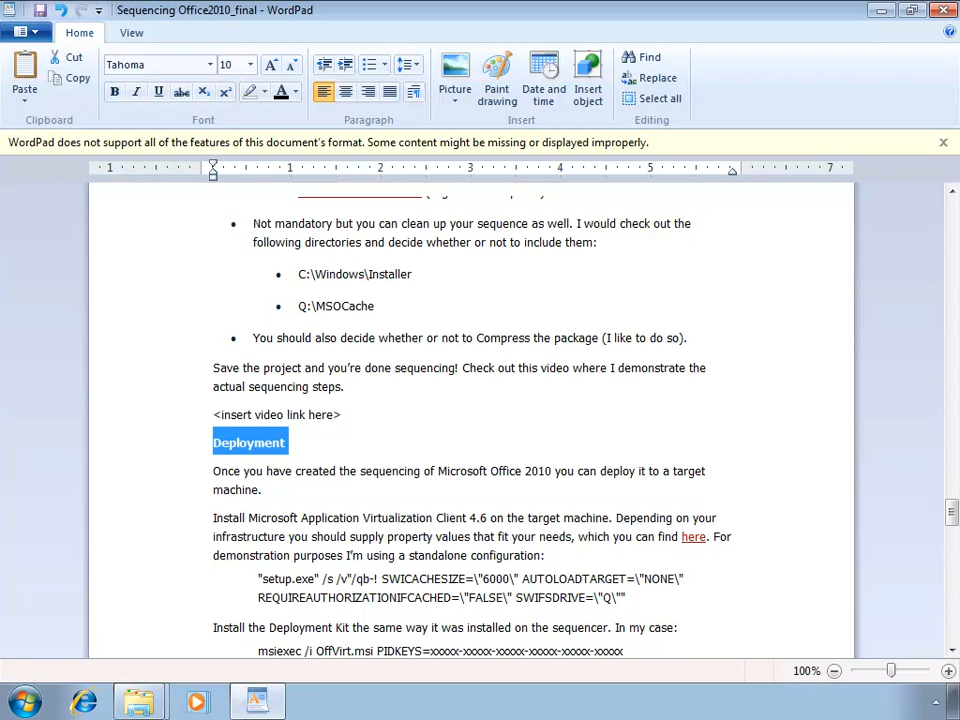 Sequencing Office2010_final - WordPad
Home
View
Paste
Cut
Copy
Clipboard
Tahoma
10
Font
Paragraph
Picture
Paint drawing
Date and time
Insert object
Insert
Find
Replace
Select all
Editing
WordPad does not support all of the features of this document's format. Some content might be missing or displayed improperly.
1 1 2 3 4 5 7
Not mandatory but you can clean up your sequence as well. I would check out the
following directories and decide whether or not to include them:
C:\Windows\Installer
Q:\MSOCache
You should also decide whether or not to Compress the package (I like to do so).
Save the project and you're done sequencing! Check out this video where I demonstrate the
actual sequencing steps.
<insert video link here>
Deployment
Once you have created the sequencing of Microsoft Office 2010 you can deploy it to a target
machine.
Install Microsoft Application Virtualization Client 4.6 on the target machine. Depending on your
infrastructure you should supply property values that fit your needs, which you can find here. For
demonstration purposes I'm using a standalone configuration:
"setup.exe" /s /v"/qb-! SWICACHESIZE=\"6000\" AUTOLOADTARGET=\"NONE\"
REQUIREAUTHORIZATIONIFCACHED=\"FALSE\" SWIFSDRIVE=\"Q\""
Install the Deployment Kit the same way it was installed on the sequencer. In my case:
msiexec /i OffVirt.msi PIDKEYS=xxxxx-xxxxx-xxxxx-xxxxx-xxxxx
100%